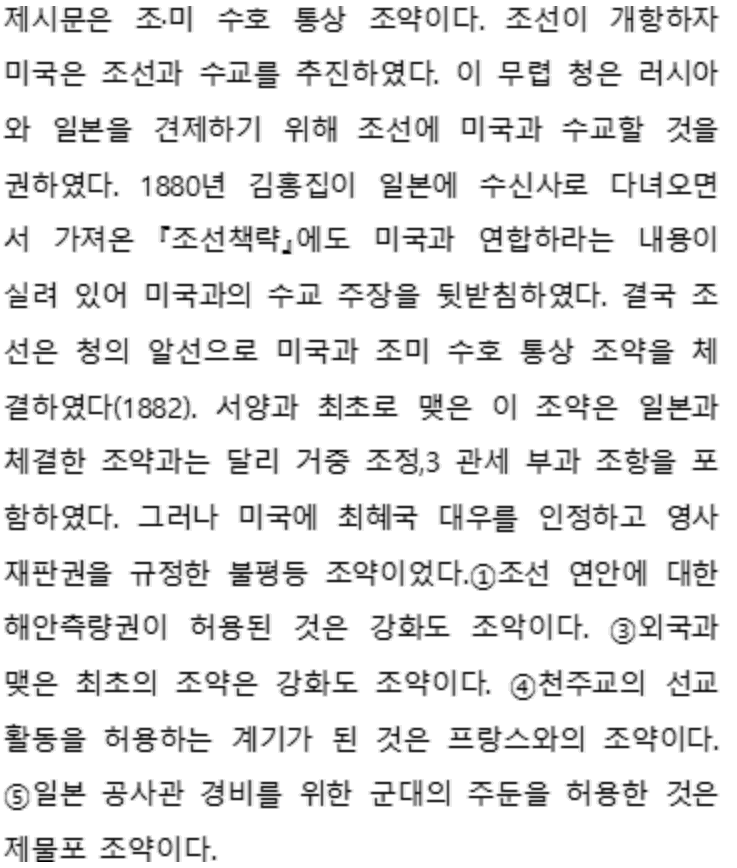 제시문은 조·미 수호 통상 조약이다. 조선이 개항하자
미국은 조선과 수교를 추진하였다. 이 무렵 청은 러시아
와 일본을 견제하기 위해 조선에 미국과 수교할 것을
권하였다. 1880년 김홍집이 일본에 수신사로 다녀오면
서 가져온 『조선책략』에도 미국과 연합하라는 내용이
실려 있어 미국과의 수교 주장을 뒷받침하였다. 결국 조
선은 청의 알선으로 미국과 조미 수호 통상 조약을 체
결하였다(1882). 서양과 최초로 맺은 이 조약은 일본과
체결한 조약과는 달리 거중 조정,3 관세 부과 조항을 포
함하였다. 그러나 미국에 최혜국 대우를 인정하고 영사
재판권을 규정한 불평등 조약이었다.①조선 연안에 대한
해안측량권이 허용된 것은 강화도 조악이다. ③외국과
맺은 최초의 조약은 강화도 조약이다. ④천주교의 선교
활동을 허용하는 계기가 된 것은 프랑스와의 조약이다.
⑤일본 공사관 경비를 위한 군대의 주둔을 허용한 것은
제물포 조약이다.